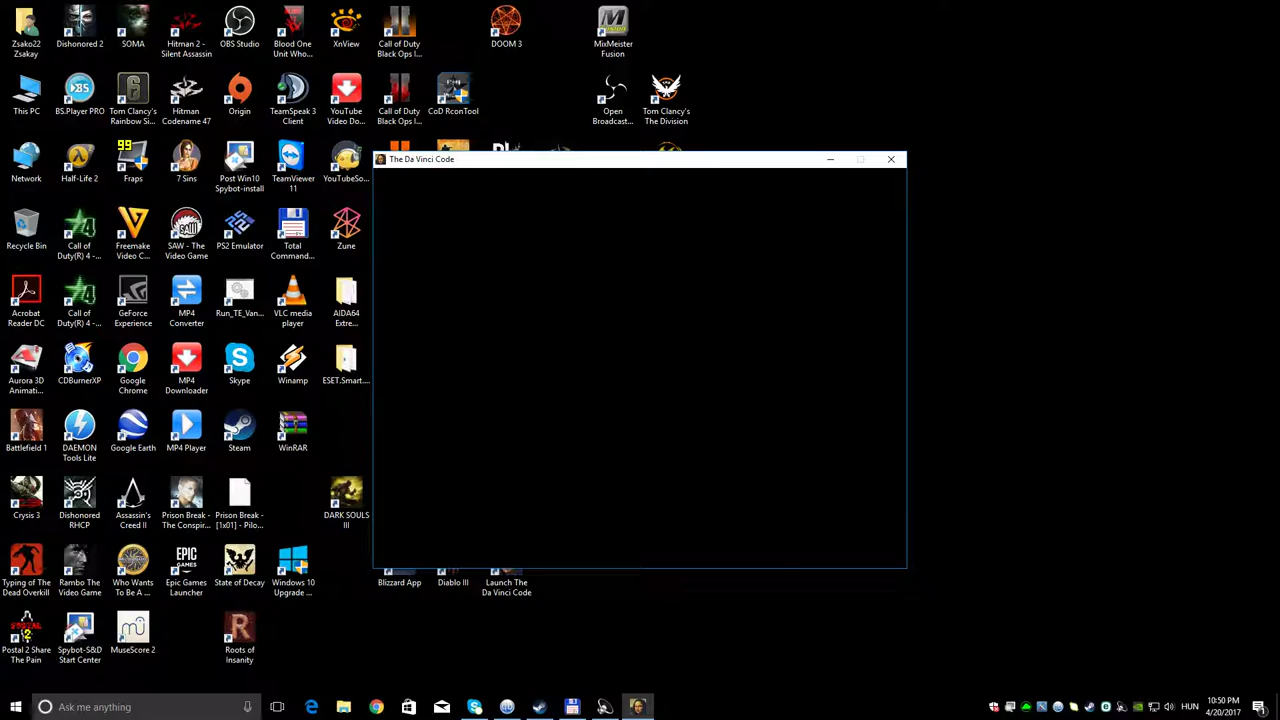 Zsako22
Zsakay
Dishonored 2
SOMA
Hitman 2 -
Silent Assassin
OBS Studio
Blood One
Unit Who...
XnView
Call of Duty
Black Ops I...
DOOM 3
MixMeister
Fusion
This PC
BS.Player PRO
Tom Clancy's
Rainbow Si...
Hitman
Codename 47
Origin
TeamSpeak 3
Client
YouTube
Video Do...
Call of Duty
Black Ops I...
CoD RconTool
Open
Broadcast...
Tom Clancy's
The Division
99
The Da Vinci Code
Network
Half-Life 2
Fraps
7 Sins
Post Win10
Spybot-install
TeamViewer
11
YouTubeSo...
Recycle Bin
Call of
Duty(R) 4 -...
Freemake
Video C...
SAW - The
Video Game
PS2 Emulator
Total
Command...
Zune
Acrobat
Reader DC
Call of
Duty(R) 4 -...
GeForce
Experience
MP4
Converter
Run_TE_Van...
VLC media
player
AIDA64
Extre...
Aurora 3D
Animati...
CDBurnerXP
Google
Chrome
MP4
Downloader
Skype
Winamp
ESET.Smart....
Battlefield 1
DAEMON
Tools Lite
Google Earth
MP4 Player
Steam
WinRAR
Crysis 3
Dishonored
RHCP
Assassin's
Creed II
Prison Break -
The Conspir...
Prison Break -
[1x01] - Pilo...
DARK SOULS
III
Typing of The
Dead Overkill
Rambo The
Video Game
Who Wants
To Be A ...
EPIC
GAMES
Epic Games
Launcher
State of Decay
Windows 10
Upgrade ...
Blizzard App
Diablo III
Launch The
Da Vinci Code
Postal 2 Share
The Pain
Spybot-S&D
Start Center
MuseScore 2
Roots of
Insanity
Ask me anything
HUN
10:50 PM
4/20/2017